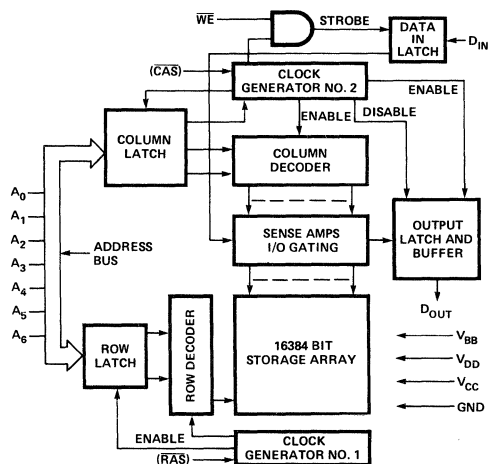 WE
STROBE
DATA
IN
LATCH
DIN
(CAS)
CLOCK
GENERATOR NO. 2
ENABLE
ENABLE
DISABLE
COLUMN
LATCH
COLUMN
DECODER
A0
A1
A2
A3
A4
A5
A6
ADDRESS
BUS
SENSE AMPS
I/O GATING
OUTPUT
LATCH AND
BUFFER
DOUT
ROW
LATCH
ROW DECODER
16384 BIT
STORAGE ARRAY
VBB
VDD
VCC
GND
ENABLE
(RAS)
CLOCK
GENERATOR NO. 1